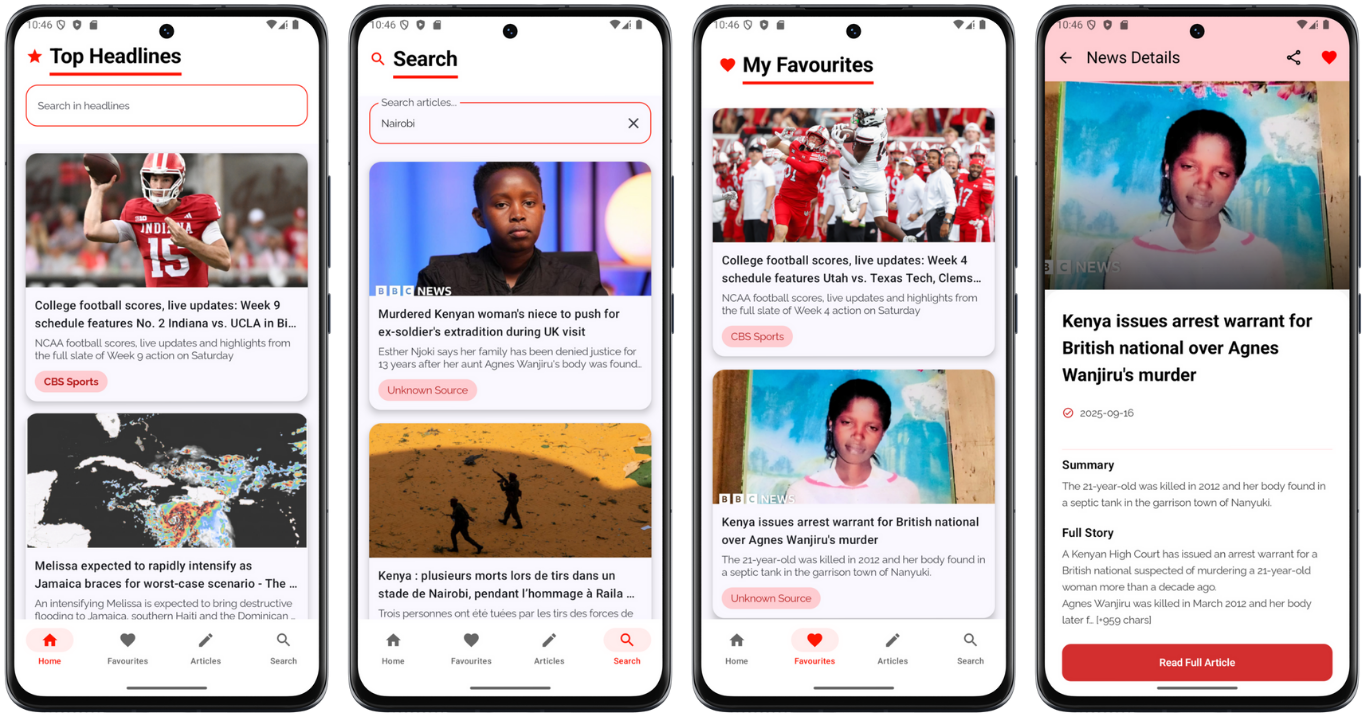 10:46
Top Headlines
Search in headlines
INDIANA
15
College football scores, live updates: Week 9
schedule features No. 2 Indiana vs. UCLA in Bi...
NCAA football scores, live updates and highlights from
the full slate of Week 9 action on Saturday
CBS Sports
Melissa expected to rapidly intensify as
Jamaica braces for worst-case scenario - The ...
An intensifying Melissa is expected to bring destructive
flooding to Jamaica, southern Haiti and the Dominican ...
Home
Favourites
Articles
Search
10:46
Search
Search articles...
Nairobi
BBC NEWS
Murdered Kenyan woman's niece to push for
ex-soldier's extradition during UK visit
Esther Njoki says her family has been denied justice for
13 years after her aunt Agnes Wanjiru's body was found...
Unknown Source
Kenya : plusieurs morts lors de tirs dans un
stade de Nairobi, pendant l'hommage à Raila ...
Trois personnes ont été tuées par les tirs des forces de
Home
Favourites
Articles
Search
10:46
My Favourites
College football scores, live updates: Week 4
schedule features Utah vs. Texas Tech, Clems...
NCAA football scores, live updates and highlights from
the full slate of Week 4 action on Saturday
CBS Sports
BBC NEWS
Kenya issues arrest warrant for British national
over Agnes Wanjiru's murder
The 21-year-old was killed in 2012 and her body found in
a septic tank in the garrison town of Nanyuki.
Unknown Source
Home
Favourites
Articles
Search
10:46
News Details
BBC NEWS
Kenya issues arrest warrant for
British national over Agnes
Wanjiru's murder
2025-09-16
Summary
The 21-year-old was killed in 2012 and her body found in
a septic tank in the garrison town of Nanyuki.
Full Story
A Kenyan High Court has issued an arrest warrant for a
British national suspected of murdering a 21-year-old
woman more than a decade ago.
Agnes Wanjiru was killed in March 2012 and her body
later f… [+959 chars]
Read Full Article